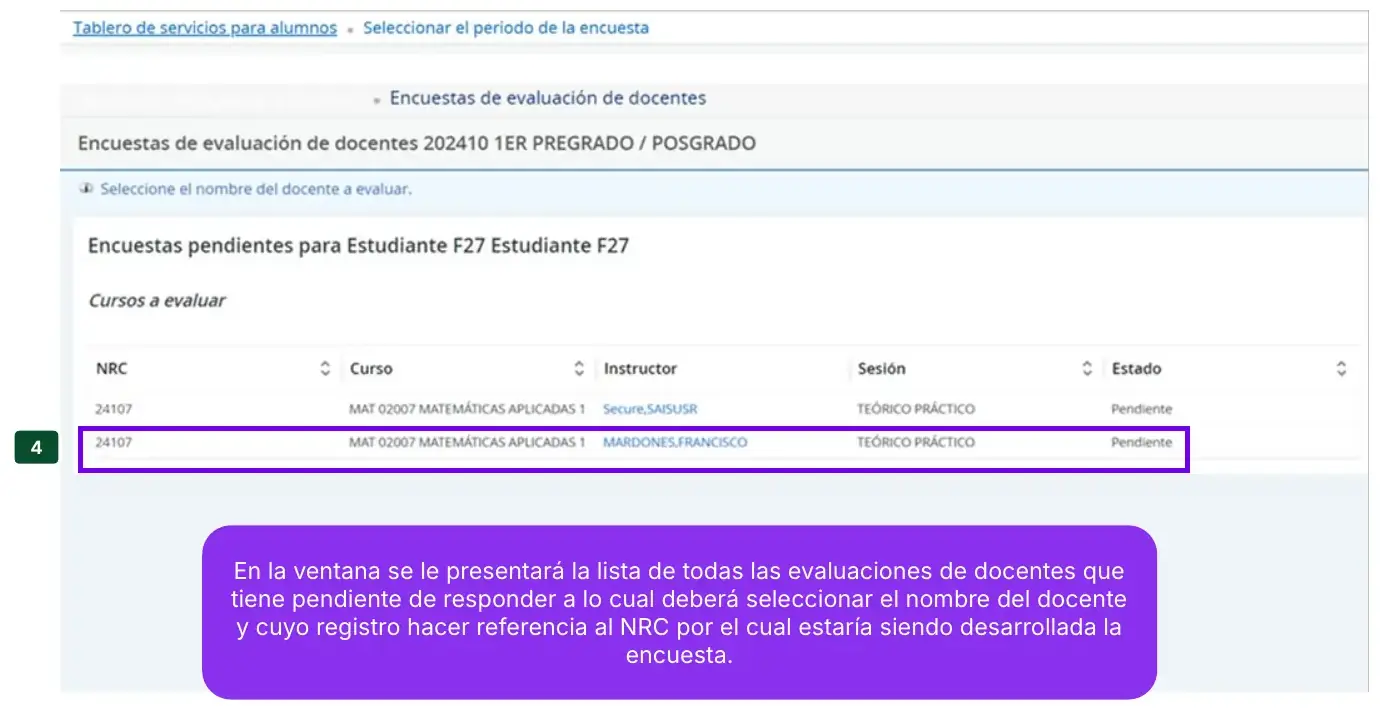 Tablero de servicios para alumnos • Seleccionar el periodo de la encuesta
• Encuestas de evaluación de docentes
Encuestas de evaluación de docentes 202410 1ER PREGRADO / POSGRADO
Seleccione el nombre del docente a evaluar.
Encuestas pendientes para Estudiante F27 Estudiante F27
Cursos a evaluar
NRC Curso Instructor Sesión Estado
24107 MAT 02007 MATEMÁTICAS APLICADAS 1 Secure,SAISUSR TEÓRICO PRÁCTICO Pendiente
4 24107 MAT 02007 MATEMÁTICAS APLICADAS 1 MARDONES,FRANCISCO TEÓRICO PRÁCTICO Pendiente
En la ventana se le presentará la lista de todas las evaluaciones de docentes que
tiene pendiente de responder a lo cual deberá seleccionar el nombre del docente
y cuyo registro hacer referencia al NRC por el cual estaría siendo desarrollada la
encuesta.